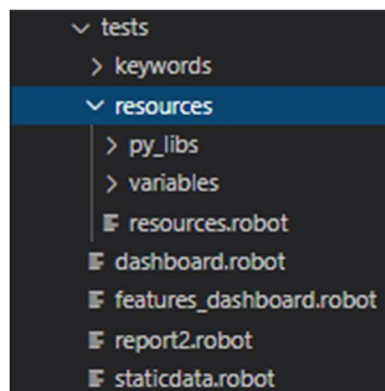 tests
keywords
resources
py_libs
variables
resources.robot
dashboard.robot
features_dashboard.robot
report2.robot
staticdata.robot